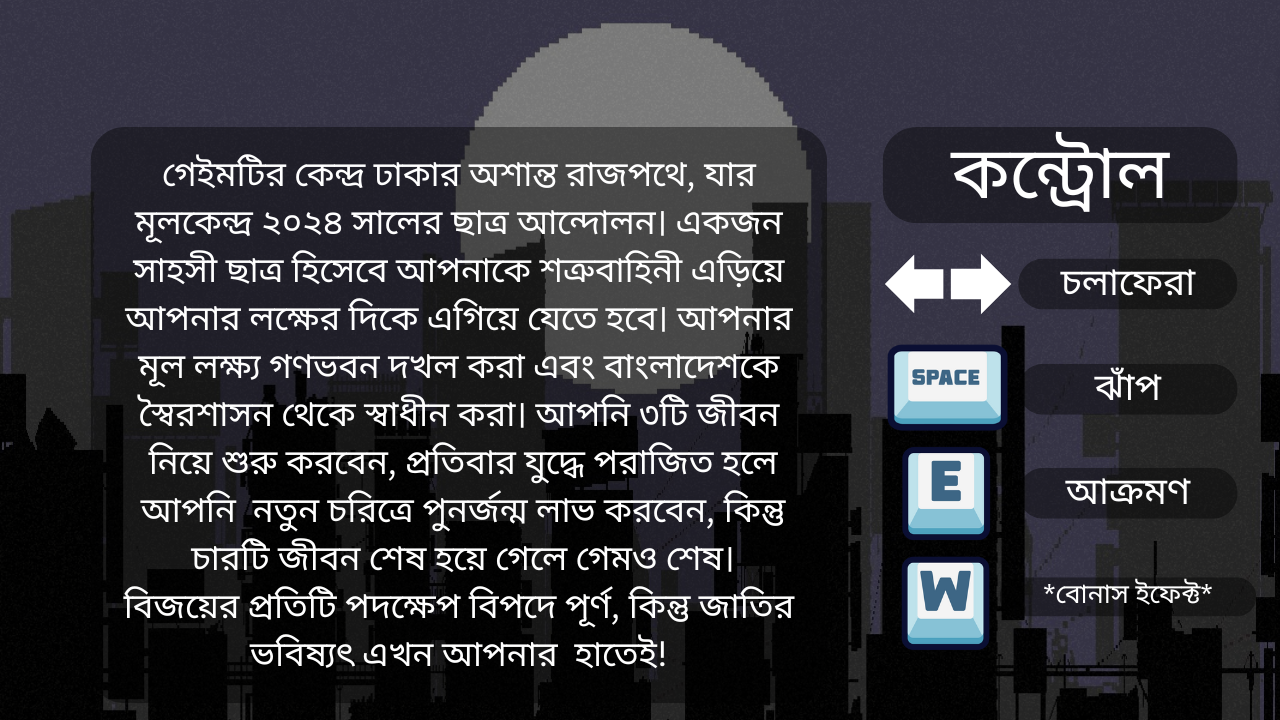 গেইমটির কেন্দ্র ঢাকার অশান্ত রাজপথে, যার
মূলকেন্দ্র ২০২৪ সালের ছাত্র আন্দোলন। একজন
সাহসী ছাত্র হিসেবে আপনাকে শত্রুবাহিনী এড়িয়ে
আপনার লক্ষের দিকে এগিয়ে যেতে হবে। আপনার
মূল লক্ষ্য গণভবন দখল করা এবং বাংলাদেশকে
স্বৈরশাসন থেকে স্বাধীন করা। আপনি ৩টি জীবন
নিয়ে শুরু করবেন, প্রতিবার যুদ্ধে পরাজিত হলে
আপনি  নতুন চরিত্রে পুনর্জন্ম লাভ করবেন, কিন্তু
চারটি জীবন শেষ হয়ে গেলে গেমও শেষ।
বিজয়ের প্রতিটি পদক্ষেপ বিপদে পূর্ণ, কিন্তু জাতির
ভবিষ্যৎ এখন আপনার  হাতেই!
কন্ট্রোল
চলাফেরা
SPACE ঝাঁপ
E আক্রমণ
W *বোনাস ইফেক্ট*